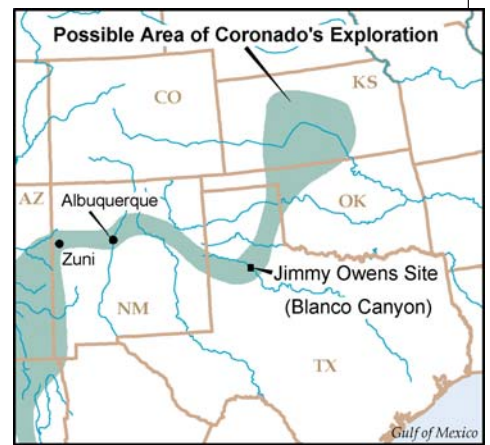 Possible Area of Coronado's Exploration
KS
CO
AZ
Albuquerque
OK
Zuni
Jimmy Owens Site
(Blanco Canyon)
NM
TX
Gulf of Mexico